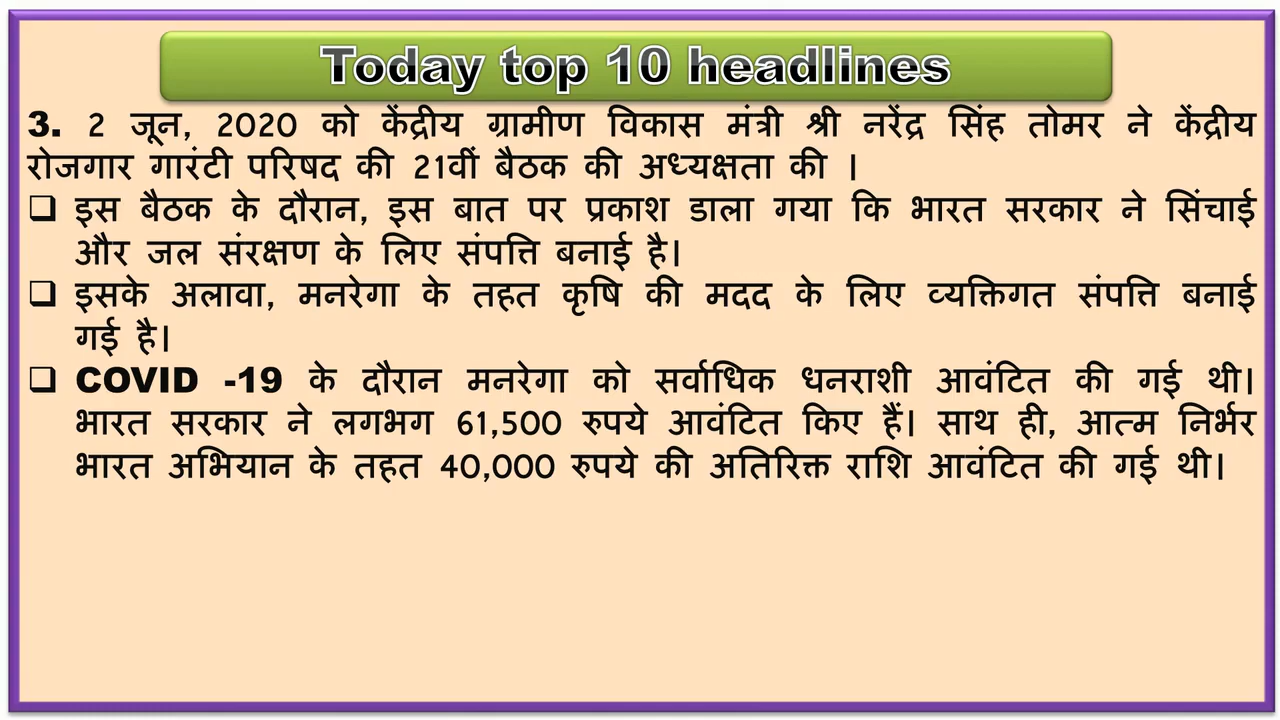 Today top 10 headlines
3. 2 जून, 2020 को केंद्रीय ग्रामीण विकास मंत्री श्री नरेंद्र सिंह तोमर ने केंद्रीय
रोजगार गारंटी परिषद की 21वीं बैठक की अध्यक्षता की ।
❑ इस बैठक के दौरान, इस बात पर प्रकाश डाला गया कि भारत सरकार ने सिंचाई
और जल संरक्षण के लिए संपत्ति बनाई है।
❑ इसके अलावा, मनरेगा के तहत कृषि की मदद के लिए व्यक्तिगत संपत्ति बनाई
गई है।
❑ COVID -19 के दौरान मनरेगा को सर्वाधिक धनराशी आवंटित की गई थी।
भारत सरकार ने लगभग 61,500 रुपये आवंटित किए हैं। साथ ही, आत्म निर्भर
भारत अभियान के तहत 40,000 रुपये की अतिरिक्त राशि आवंटित की गई थी।